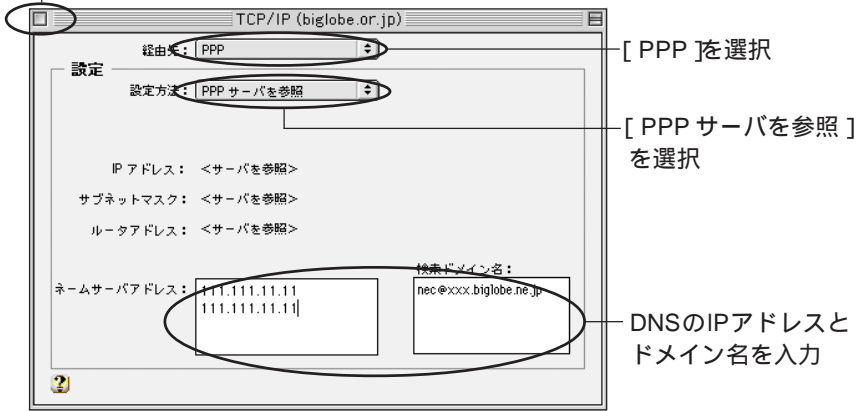 TCP/IP (biglobe.or.jp)
経由先： PPP
[ PPP ]を選択
設定
設定方法： PPP サーバを参照
[ PPP サーバを参照 ]
を選択
IP アドレス： <サーバを参照>
サブネットマスク： <サーバを参照>
ルータアドレス： <サーバを参照>
検索ドメイン名：
ネームサーバアドレス： 111.111.11.11
nec@xxx.biglobe.ne.jp
111.111.11.11
DNSのIPアドレスと
ドメイン名を入力